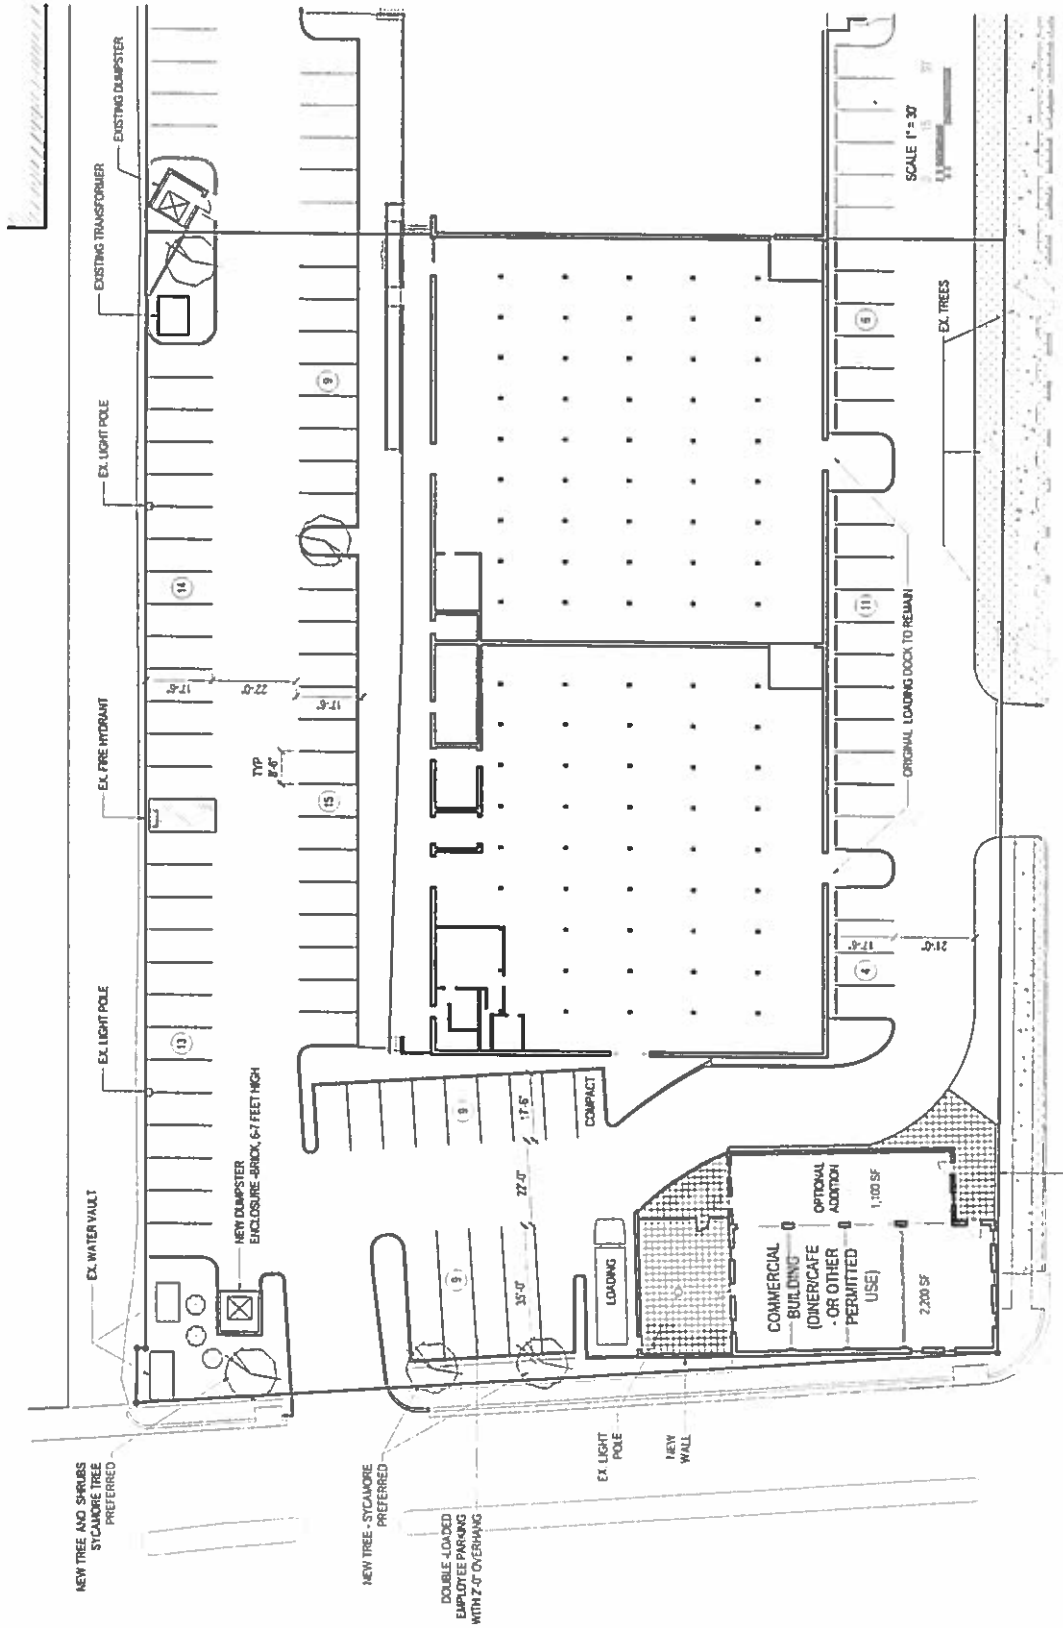 EXISTING DUMPSTER
EXISTING TRANSFORMER
EX. LIGHT POLE
EX. FIRE HYDRANT
EX. LIGHT POLE
EX. WATER VAULT
NEW TREE AND SHRUBS
SYCAMORE TREE
PREFERRED
NEW DUMPSTER
ENCLOSURE -BRICK, 6-7 FEET HIGH
13
14
17'-6"
22'-0"
17'-6"
TYP
8'-6"
15
9
NEW TREE - SYCAMORE
PREFERRED
DOUBLE -LOADED
EMPLOYEE PARKING
WITH 2'-0" OVERHANG
9
35'-0"
22'-0"
9
17'-6"
COMPACT
LOADING
EX. LIGHT
POLE
NEW
WALL
COMMERCIAL
BUILDING
(DINER/CAFE
- OR OTHER
PERMITTED
USE)
OPTIONAL
ADDITION
1,100 SF
2,200 SF
4
17'-6"
21'-0"
11
6
ORIGINAL LOADING DOCK TO REMAIN
EX. TREES
SCALE 1" = 30'
15